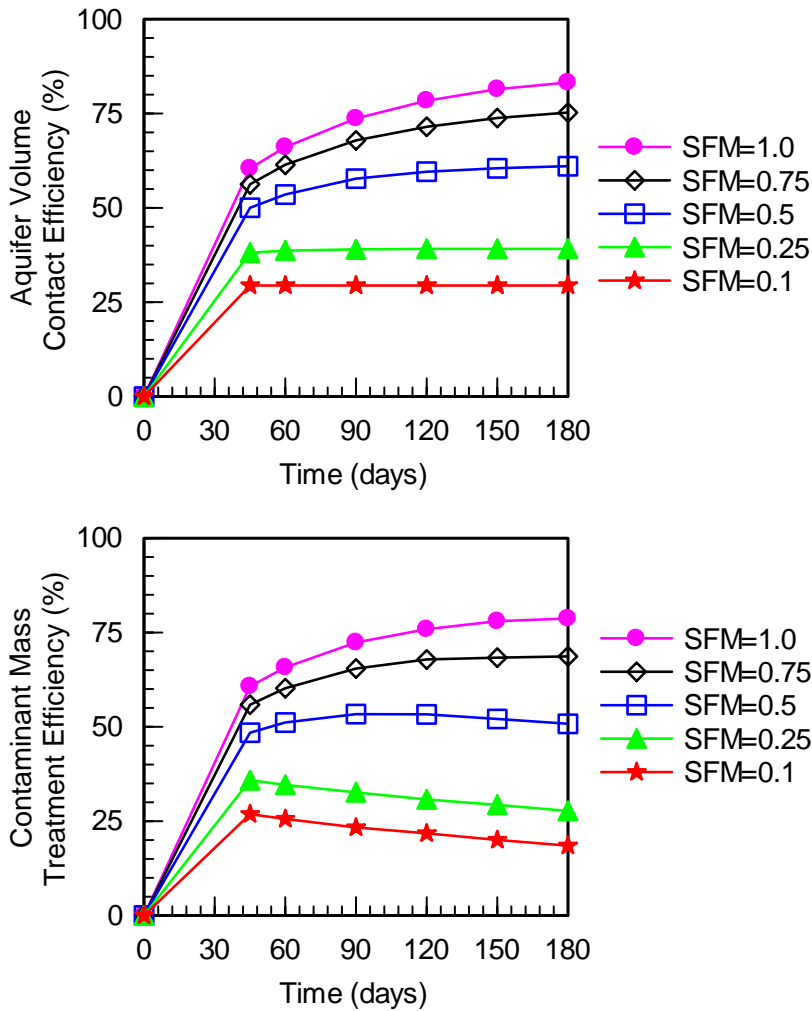 Aquifer Volume
Contact Efficiency (%)
100
75
50
25
0
0 30 60 90 120 150 180
Time (days)
SFM=1.0
SFM=0.75
SFM=0.5
SFM=0.25
SFM=0.1
Contaminant Mass
Treatment Efficiency (%)
100
75
50
25
0
0 30 60 90 120 150 180
Time (days)
SFM=1.0
SFM=0.75
SFM=0.5
SFM=0.25
SFM=0.1